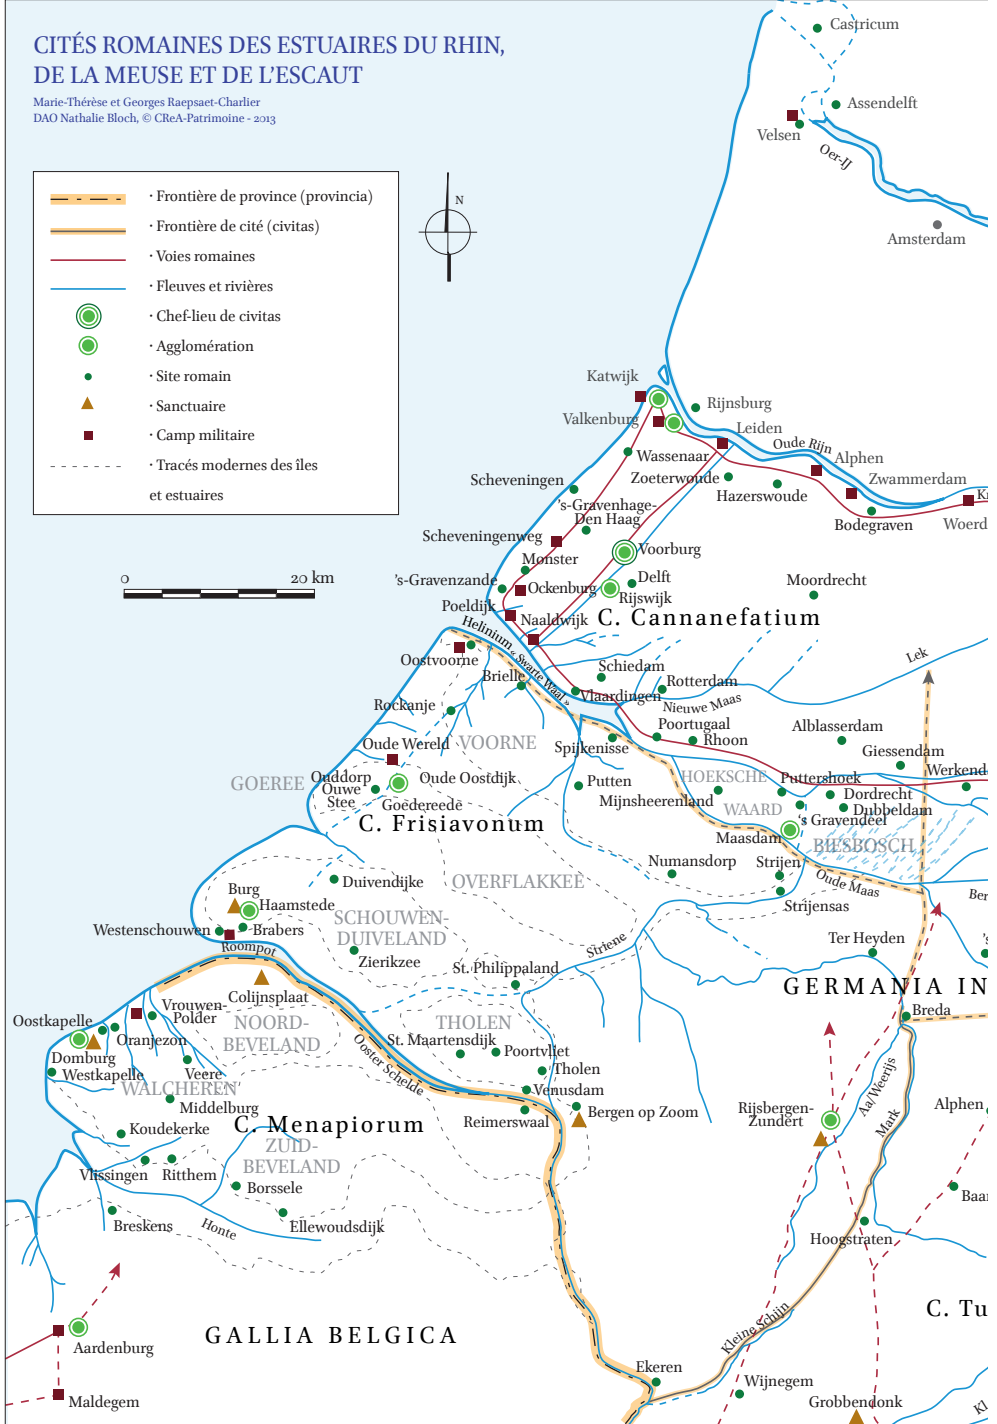 CITÉS ROMAINES DES ESTUAIRES DU RHIN,
DE LA MEUSE ET DE L'ESCAUT
Marie-Thérèse et Georges Raepsaet-Charlier
DAO Nathalie Bloch, © CReA-Patrimoine - 2013
· Frontière de province (provincia)
· Frontière de cité (civitas)
· Voies romaines
· Fleuves et rivières
· Chef-lieu de civitas
· Agglomération
· Site romain
· Sanctuaire
· Camp militaire
· Tracés modernes des îles
et estuaires
N
0 20 km
Castricum
Assendelft
Velsen
Oer-IJ
Amsterdam
Katwijk
Rijnsburg
Valkenburg
Leiden
Oude Rijn
Alphen
Wassenaar
Zoeterwoude
Zwammerdam
Hazerswoude
Scheveningen
's-Gravenhage-
Den Haag
Bodegraven
Woerd
Scheveningenweg
Voorburg
Monster
's-Gravenzande
Ockenburg
Delft
Rijswijk
Moordrecht
Poeldijk
Naaldwijk
C. Cannanefatium
Helinium « Swarte Waal »
Oostvoorne
Brielle
Schiedam
Rotterdam
Lek
Vlaardingen
Nieuwe Maas
Rockanje
Poortugaal
Rhoon
Alblasserdam
Oude Wereld
VOORNE
Spijkenisse
Giessendam
GOEREE
Ouddorp
Ouwe
Stee
Oude Oostdijk
Goedereede
Putten
HOEKSCHE
WAARD
Puttershoek
Werkend
Mijnsheerenland
Dordrecht
Dubbeldam
's Gravendeel
C. Frisiavonum
Maasdam
BIESBOSCH
Numansdorp
Strijen
Oude Maas
Duivendijke
OVERFLAKKEE
Strijensas
Ber
Burg
Haamstede
SCHOUWEN-
DUIVELAND
Westenschouwen
Brabers
Roompot
Zierikzee
Striene
Ter Heyden
St. Philippaland
Colijnsplaat
GERMANIA IN
Vrouwen-
Polder
Oostkapelle
Oranjezon
NOORD-
BEVELAND
THOLEN
Breda
Domburg
Westkapelle
Veere
WALCHEREN
Ooster Schelde
St. Maartensdijk
Poortvliet
Tholen
Venusdam
Aa/Weerijs
Middelburg
Reimerswaal
Bergen op Zoom
Rijsbergen-
Zundert
Mark
Alphen
Koudekerke
C. Menapiorum
ZUID-
BEVELAND
Vlissingen
Ritthem
Borssele
Baar
Breskens
Honte
Ellewoudsdijk
Hoogstraten
C. Tu
GALLIA BELGICA
Aardenburg
Kleine Schijn
Ekeren
Maldegem
Wijnegem
Grobbendonk
Kl